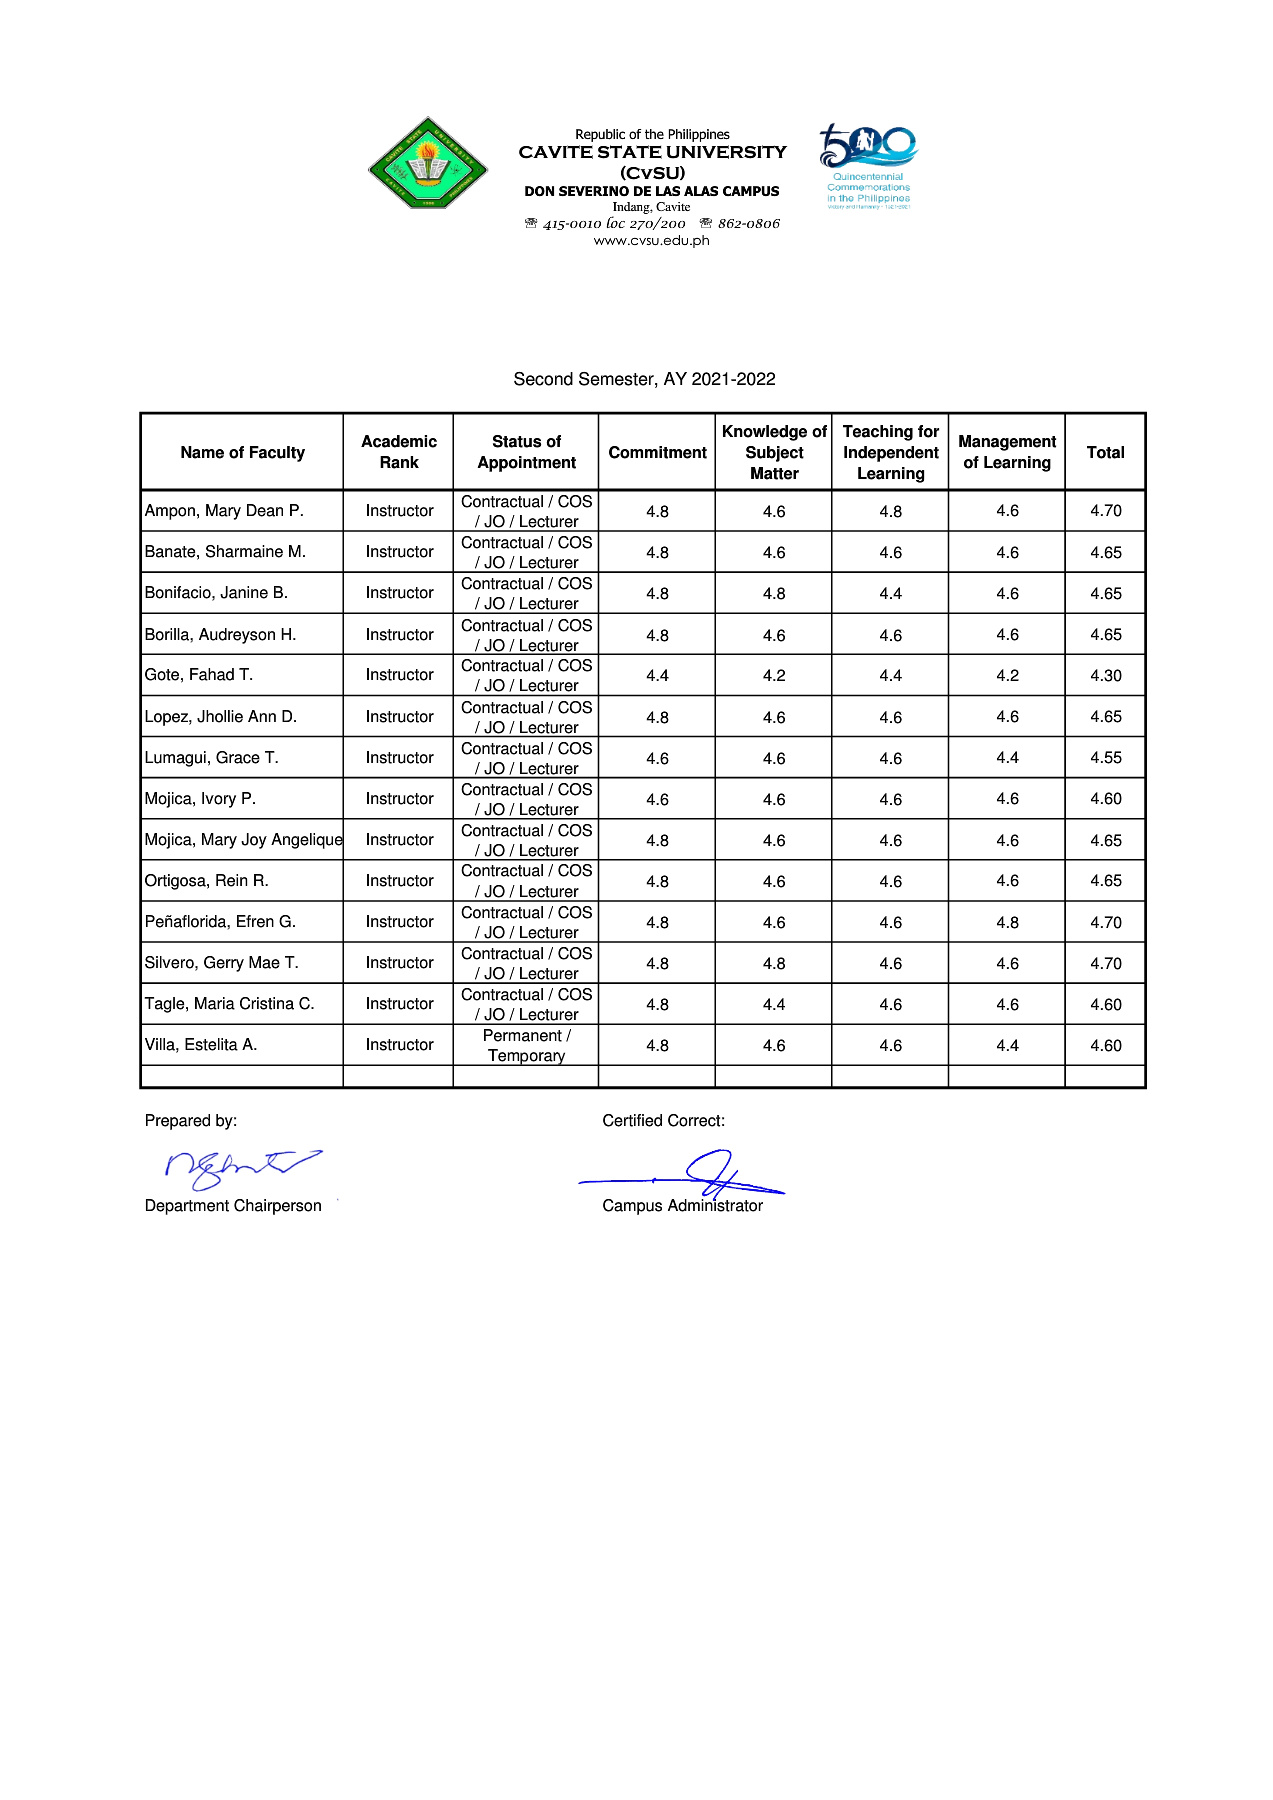 Republic of the Philippines
CAVITE STATE UNIVERSITY
(CvSU)
DON SEVERINO DE LAS ALAS CAMPUS
Indang, Cavite
☏ 415-0010 loc 270/200 ☏ 862-0806
www.cvsu.edu.ph
CAVITE STATE UNIVERSITY
CAVITE PHILIPPINES
1906
500
Quincentennial
Commemorations
in the Philippines
Second Semester, AY 2021-2022
Name of Faculty Academic Rank Status of Appointment Commitment Knowledge of Subject Matter Teaching for Independent Learning Management of Learning Total
Ampon, Mary Dean P. Instructor Contractual / COS / JO / Lecturer 4.8 4.6 4.8 4.6 4.70
Banate, Sharmaine M. Instructor Contractual / COS / JO / Lecturer 4.8 4.6 4.6 4.6 4.65
Bonifacio, Janine B. Instructor Contractual / COS / JO / Lecturer 4.8 4.8 4.4 4.6 4.65
Borilla, Audreyson H. Instructor Contractual / COS / JO / Lecturer 4.8 4.6 4.6 4.6 4.65
Gote, Fahad T. Instructor Contractual / COS / JO / Lecturer 4.4 4.2 4.4 4.2 4.30
Lopez, Jhollie Ann D. Instructor Contractual / COS / JO / Lecturer 4.8 4.6 4.6 4.6 4.65
Lumagui, Grace T. Instructor Contractual / COS / JO / Lecturer 4.6 4.6 4.6 4.4 4.55
Mojica, Ivory P. Instructor Contractual / COS / JO / Lecturer 4.6 4.6 4.6 4.6 4.60
Mojica, Mary Joy Angelique Instructor Contractual / COS / JO / Lecturer 4.8 4.6 4.6 4.6 4.65
Ortigosa, Rein R. Instructor Contractual / COS / JO / Lecturer 4.8 4.6 4.6 4.6 4.65
Peñaflorida, Efren G. Instructor Contractual / COS / JO / Lecturer 4.8 4.6 4.6 4.8 4.70
Silvero, Gerry Mae T. Instructor Contractual / COS / JO / Lecturer 4.8 4.8 4.6 4.6 4.70
Tagle, Maria Cristina C. Instructor Contractual / COS / JO / Lecturer 4.8 4.4 4.6 4.6 4.60
Villa, Estelita A. Instructor Permanent / Temporary 4.8 4.6 4.6 4.4 4.60
Prepared by: Certified Correct:
Department Chairperson Campus Administrator